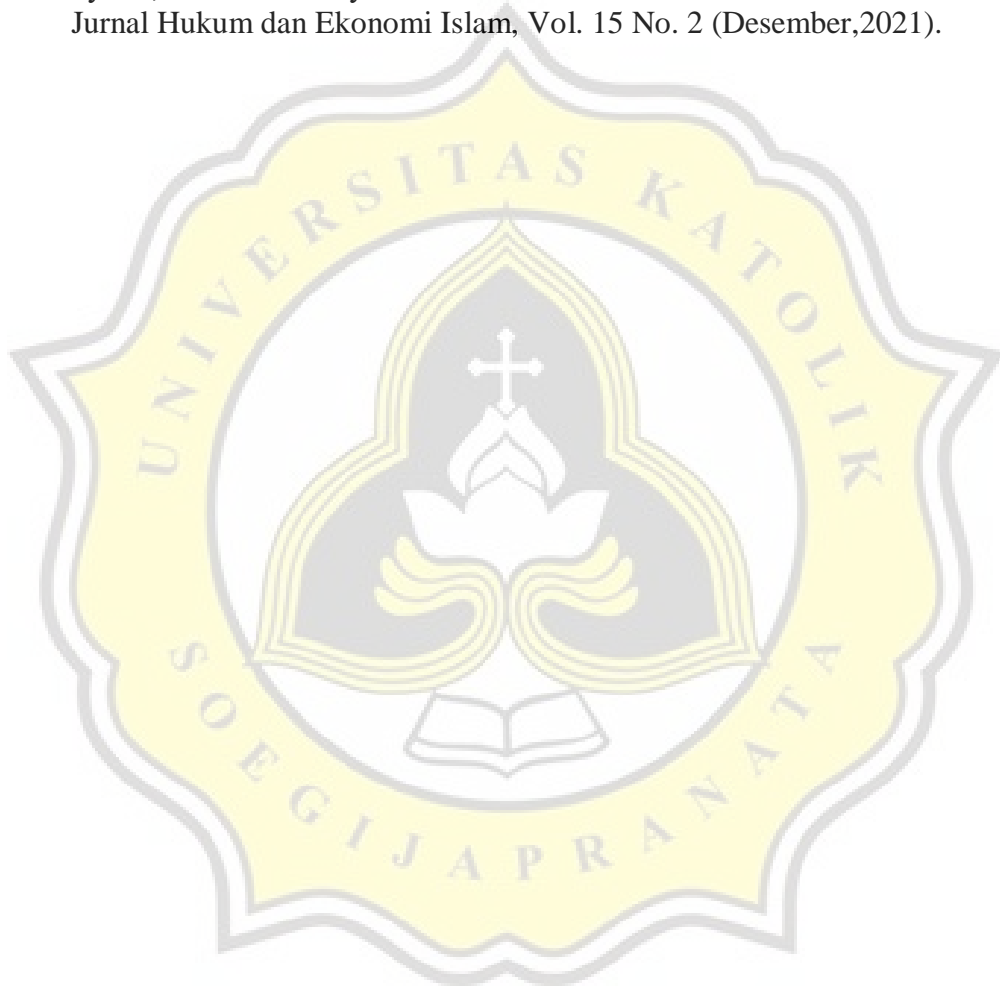 Jurnal Hukum dan Ekonomi Islam, Vol. 15 No. 2 (Desember,2021).
UNIVERSITAS KATOLIK
SOEGIJAPRANATA